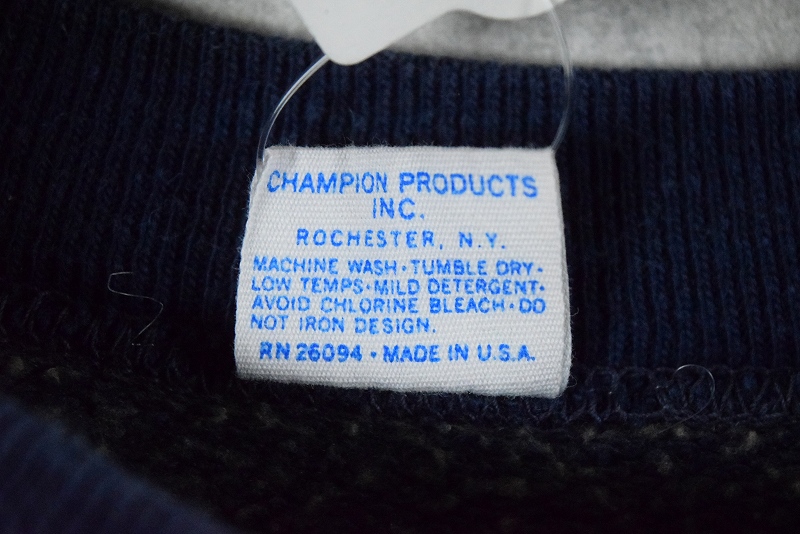 CHAMPION PRODUCTS
INC.
ROCHESTER, N.Y.
MACHINE WASH·TUMBLE DRY·
LOW TEMPS·MILD DETERGENT·
AVOID CHLORINE BLEACH·DO
NOT IRON DESIGN.
RN 26094 · MADE IN U.S.A.